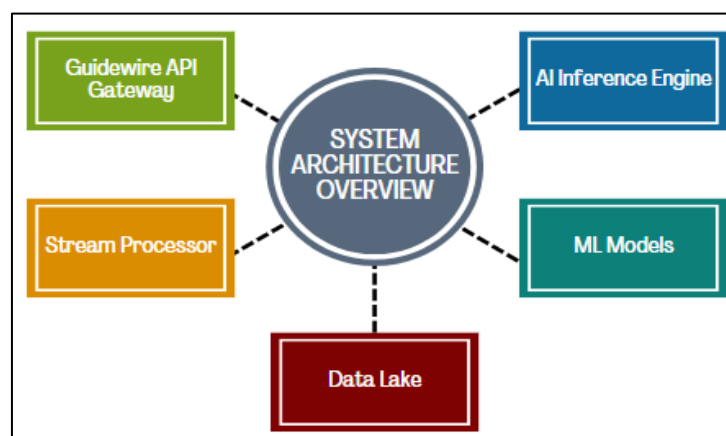 Guidewire API
Gateway
AI Inference Engine
SYSTEM
ARCHITECTURE
OVERVIEW
Stream Processor
ML Models
Data Lake